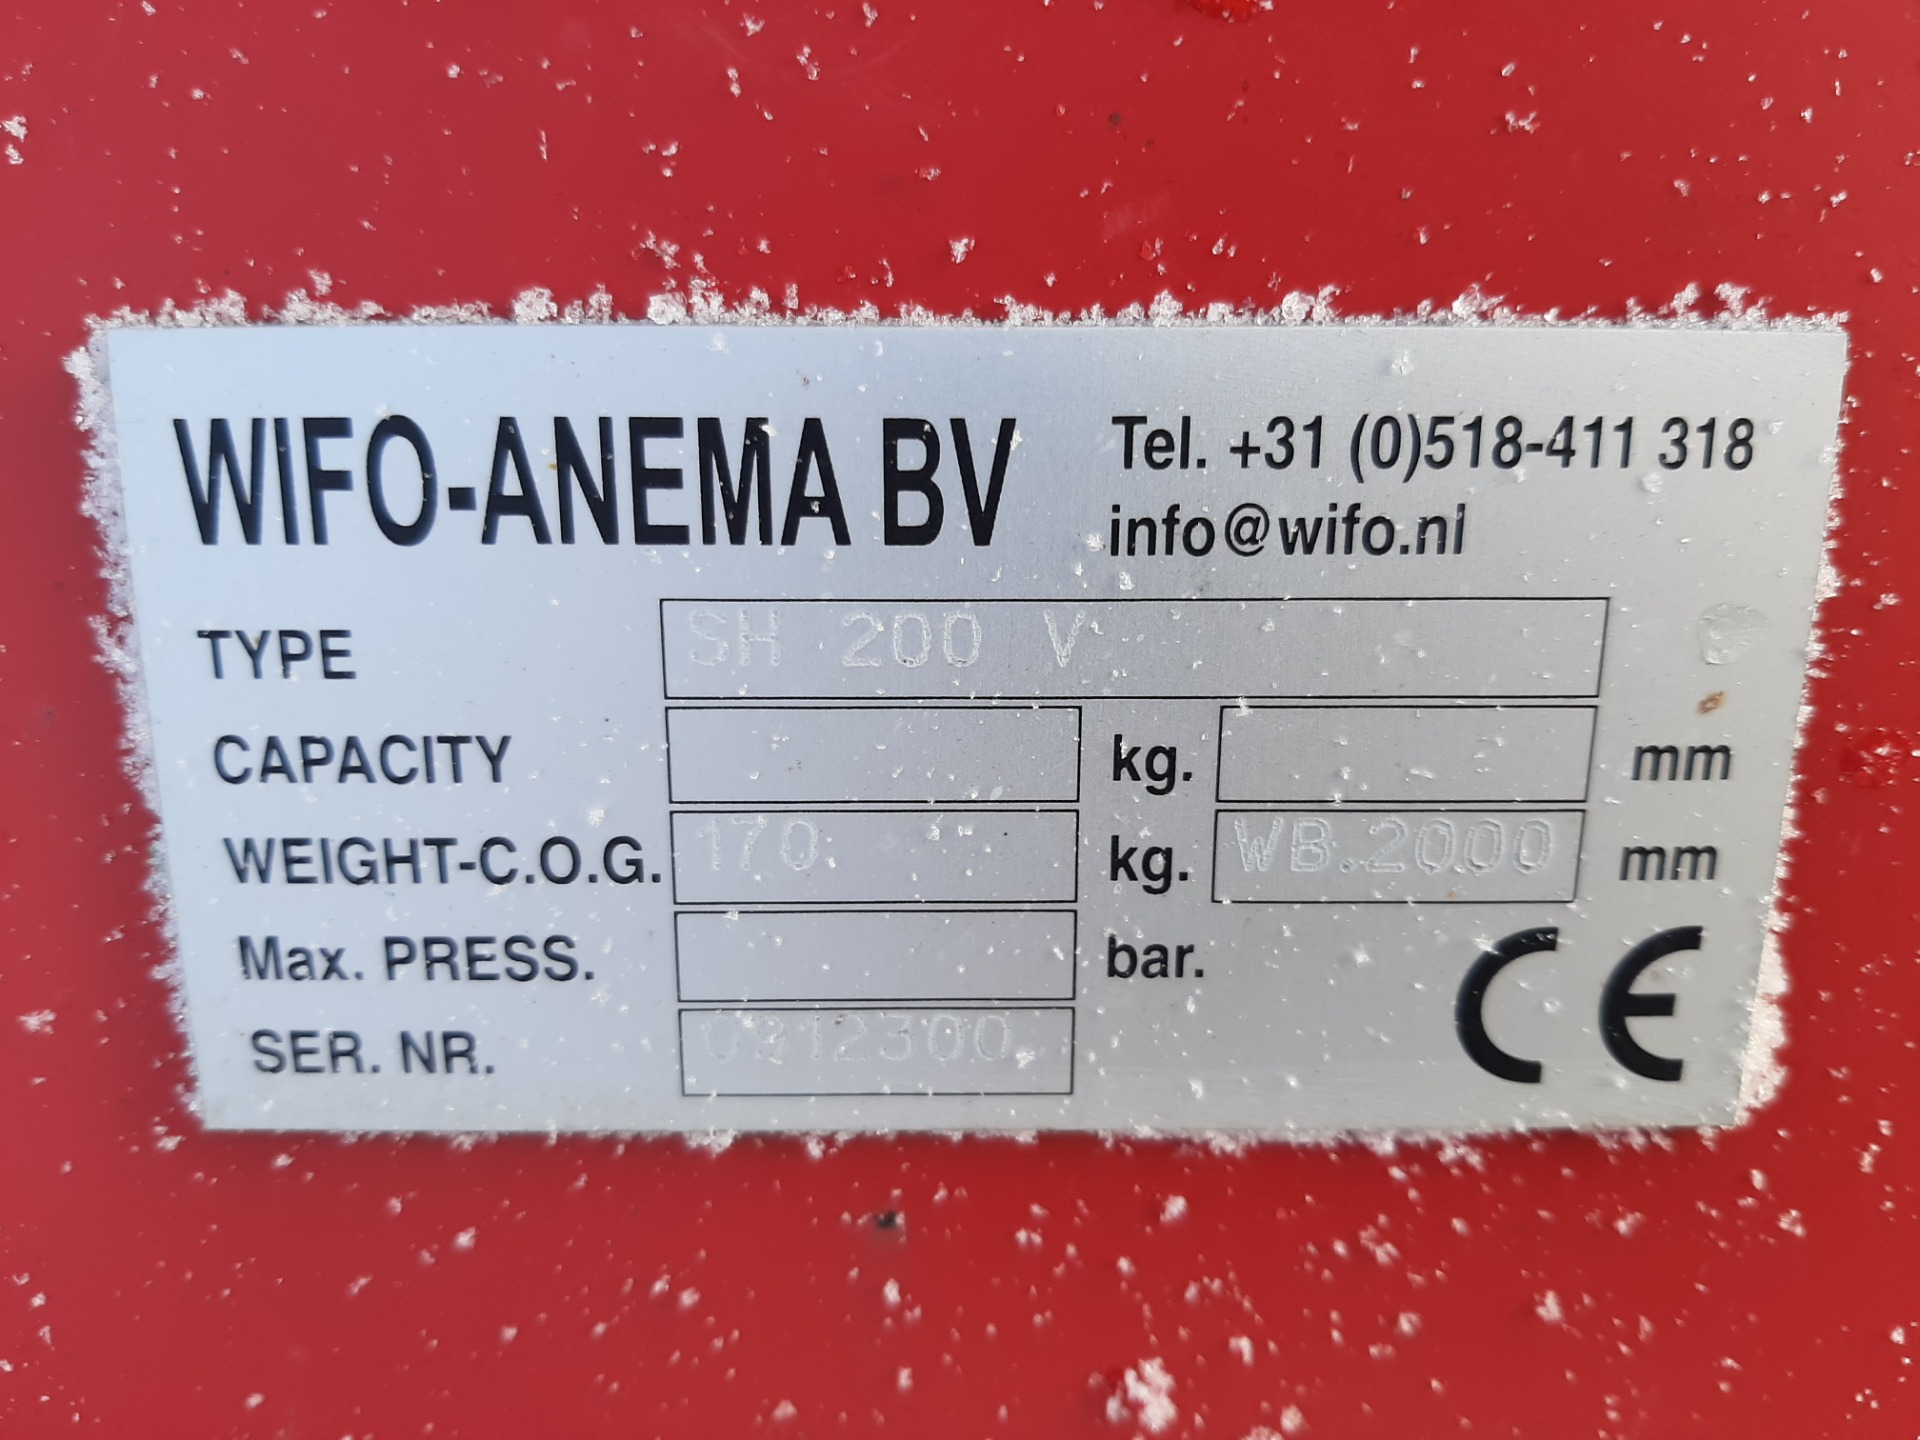 WIFO-ANEMA BV Tel. +31 (0)518-411 318
info@wifo.nl
TYPE SH 200 V
CAPACITY kg. mm
WEIGHT-C.O.G. 170 kg. WB.2000 mm
Max. PRESS. bar.
SER. NR. 0912300
CE